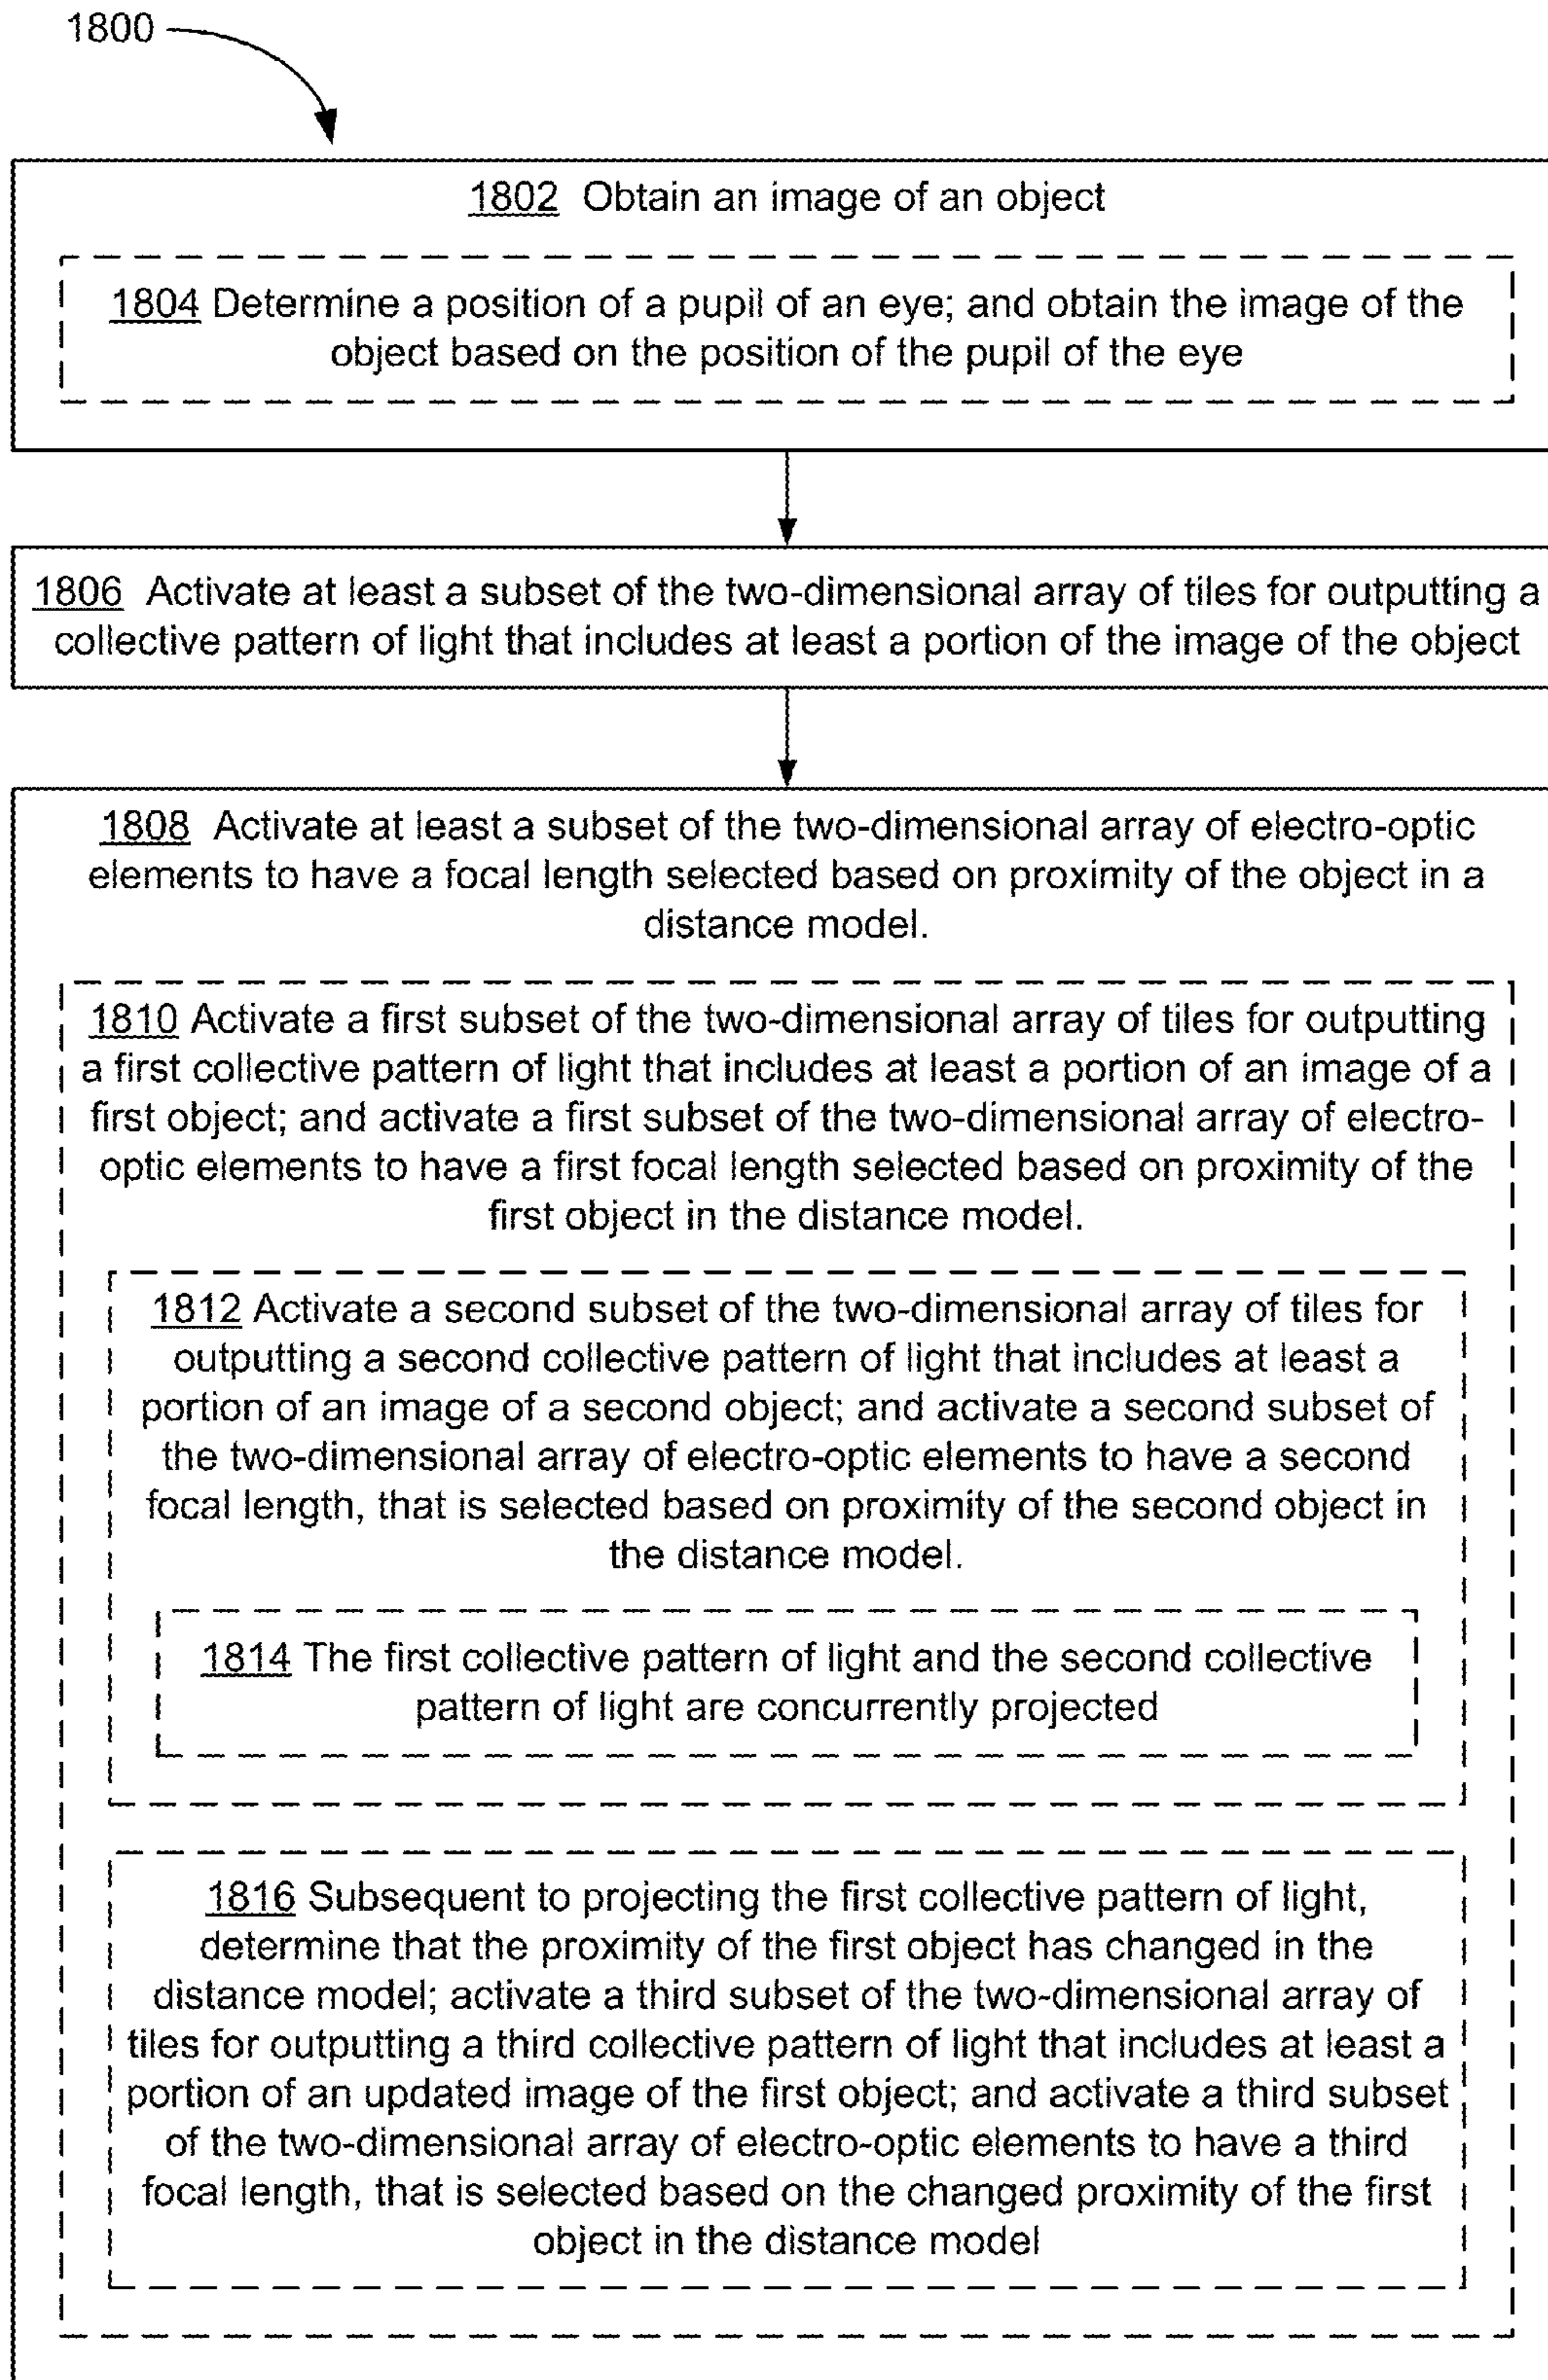 1800
1802 Obtain an image of an object
1804 Determine a position of a pupil of an eye; and obtain the image of the
object based on the position of the pupil of the eye
1806 Activate at least a subset of the two-dimensional array of tiles for outputting a
collective pattern of light that includes at least a portion of the image of the object
1808 Activate at least a subset of the two-dimensional array of electro-optic
elements to have a focal length selected based on proximity of the object in a
distance model.
1810 Activate a first subset of the two-dimensional array of tiles for outputting
a first collective pattern of light that includes at least a portion of an image of a
first object; and activate a first subset of the two-dimensional array of electro-
optic elements to have a first focal length selected based on proximity of the
first object in the distance model.
1812 Activate a second subset of the two-dimensional array of tiles for
outputting a second collective pattern of light that includes at least a
portion of an image of a second object; and activate a second subset of
the two-dimensional array of electro-optic elements to have a second
focal length, that is selected based on proximity of the second object in
the distance model.
1814 The first collective pattern of light and the second collective
pattern of light are concurrently projected
1816 Subsequent to projecting the first collective pattern of light,
determine that the proximity of the first object has changed in the
distance model; activate a third subset of the two-dimensional array of
tiles for outputting a third collective pattern of light that includes at least a
portion of an updated image of the first object; and activate a third subset
of the two-dimensional array of electro-optic elements to have a third
focal length, that is selected based on the changed proximity of the first
object in the distance model